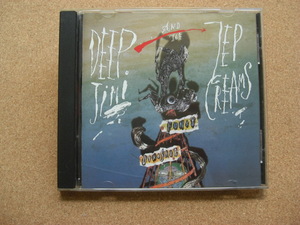 DEEP
JIMI
AND THE
ZEP
CREAMS
FUNKY
DINOSAUR